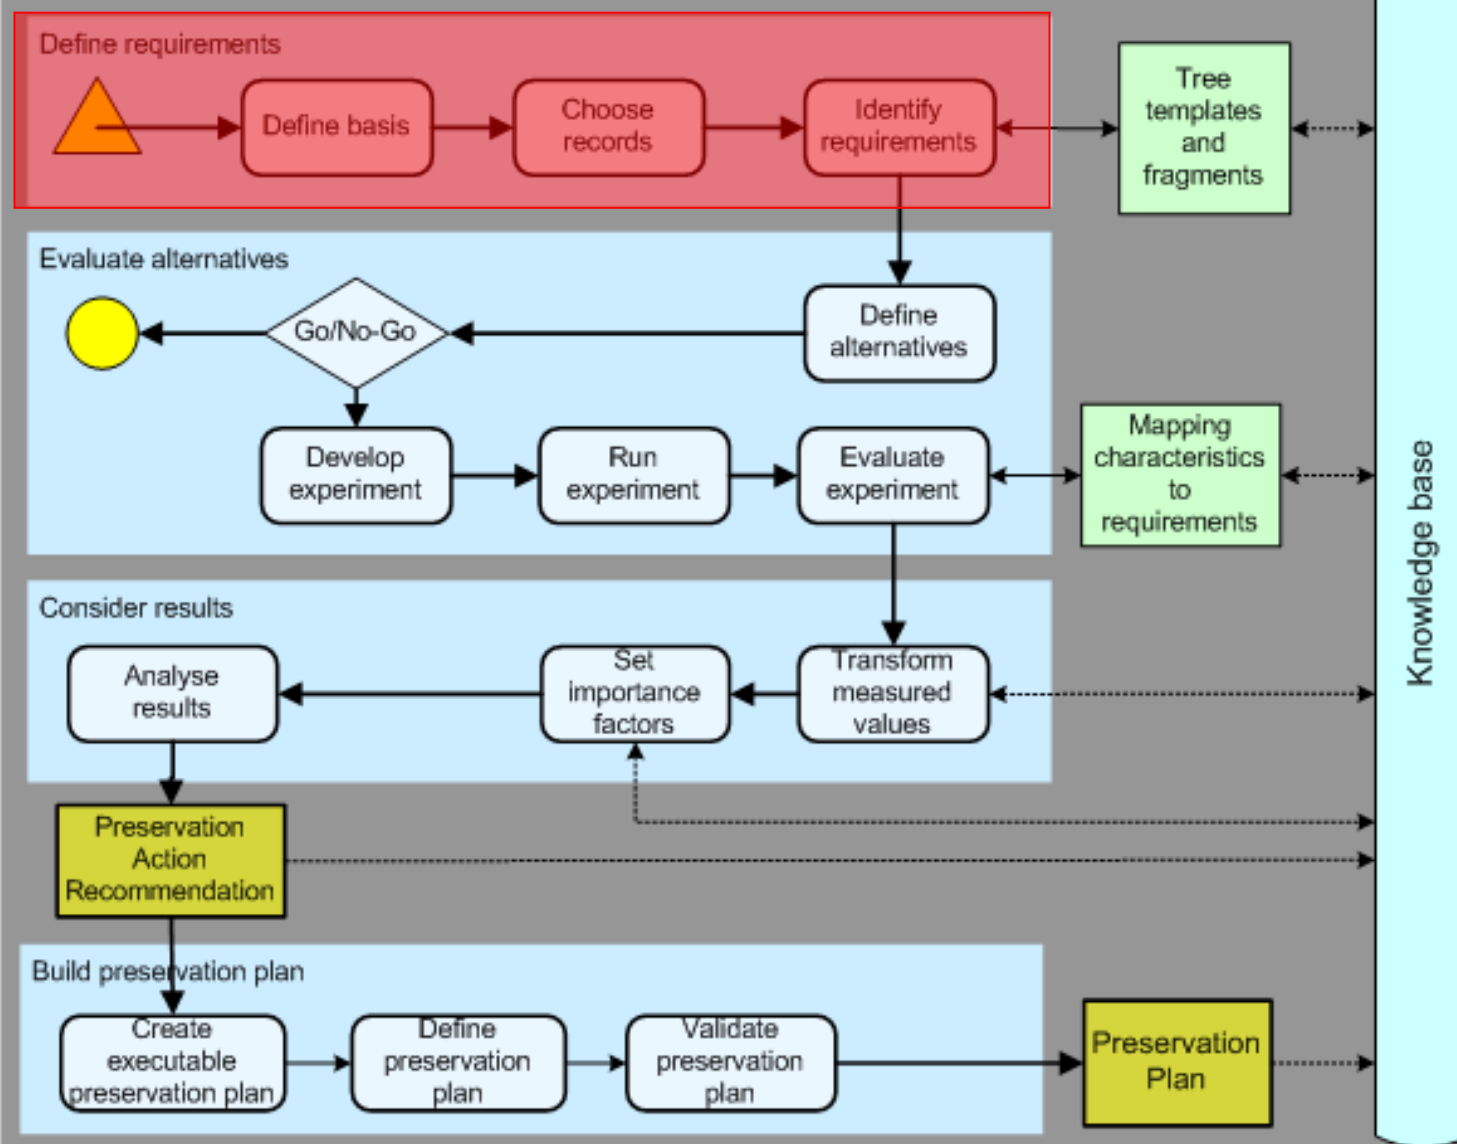 Define requirements
Define basis
Choose
records
Identify
requirements
Tree
templates
and
fragments
Evaluate alternatives
Go/No-Go
Define
alternatives
Develop
experiment
Run
experiment
Evaluate
experiment
Mapping
characteristics
to
requirements
Knowledge base
Consider results
Analyse
results
Set
importance
factors
Transform
measured
values
Preservation
Action
Recommendation
Build preservation plan
Create
executable
preservation plan
Define
preservation
plan
Validate
preservation
plan
Preservation
Plan